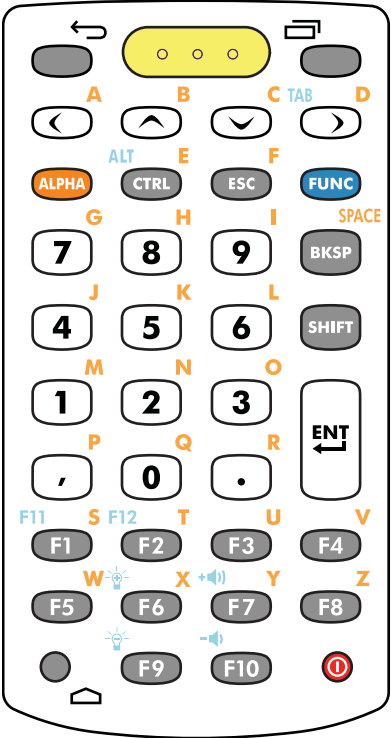 A B C TAB D
ALT E F
ALPHA CTRL ESC FUNC
G H I SPACE
7 8 9 BKSP
J K L
4 5 6 SHIFT
M N O
1 2 3 ENT
P Q R
, 0 .
F11 S F12 T U V
F1 F2 F3 F4
W X + Y Z
F5 F6 F7 F8
-
F9 F10